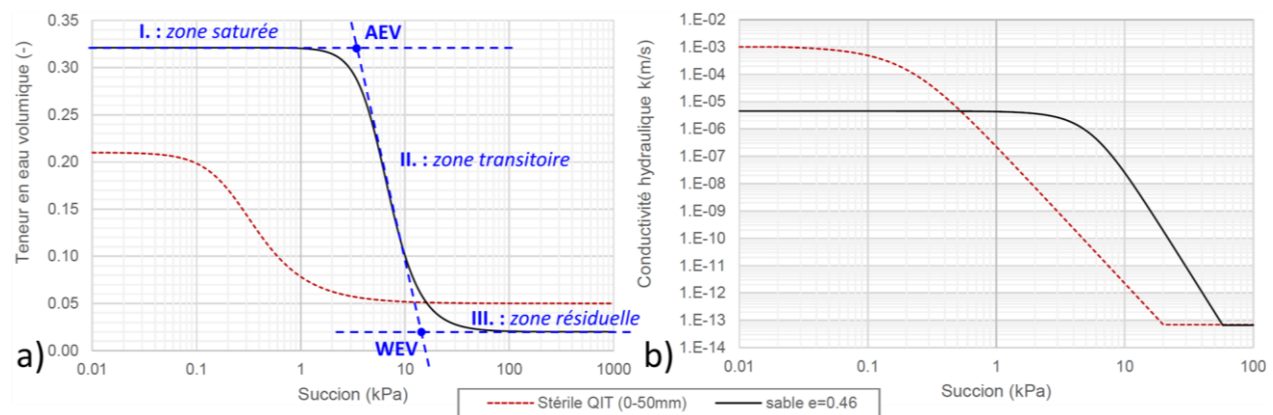 I. : zone saturée
AEV
II. : zone transitoire
III. : zone résiduelle
WEV
Teneur en eau volumique (-)
0.35
0.30
0.25
0.20
0.15
0.10
0.05
0.00
0.01 0.1 1 10 100 1000
Succion (kPa)
a)
Conductivité hydraulique k(m/s)
1.E-02
1.E-03
1.E-04
1.E-05
1.E-06
1.E-07
1.E-08
1.E-09
1.E-10
1.E-11
1.E-12
1.E-13
1.E-14
0.01 0.1 1 10 100
Succion (kPa)
b)
Stérile QIT (0-50mm) sable e=0.46